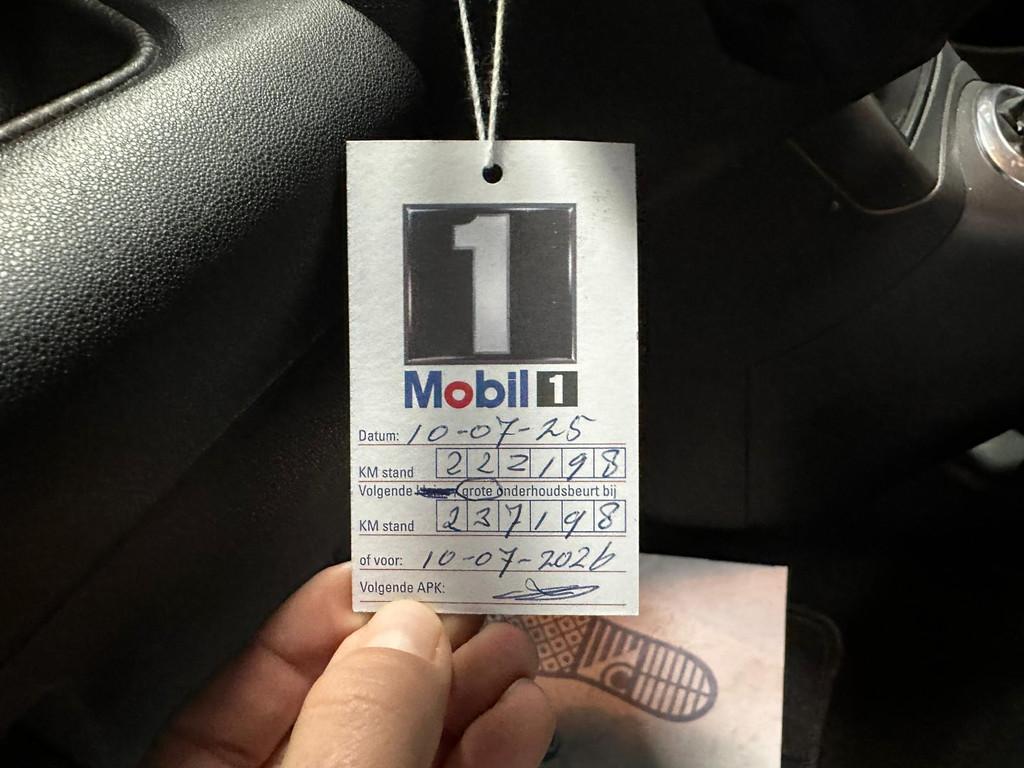 1
Mobil 1
Datum: 10-07-25
KM stand 222198
Volgende kleine / grote onderhoudsbeurt bij
KM stand 237198
of voor: 10-07-2026
Volgende APK: